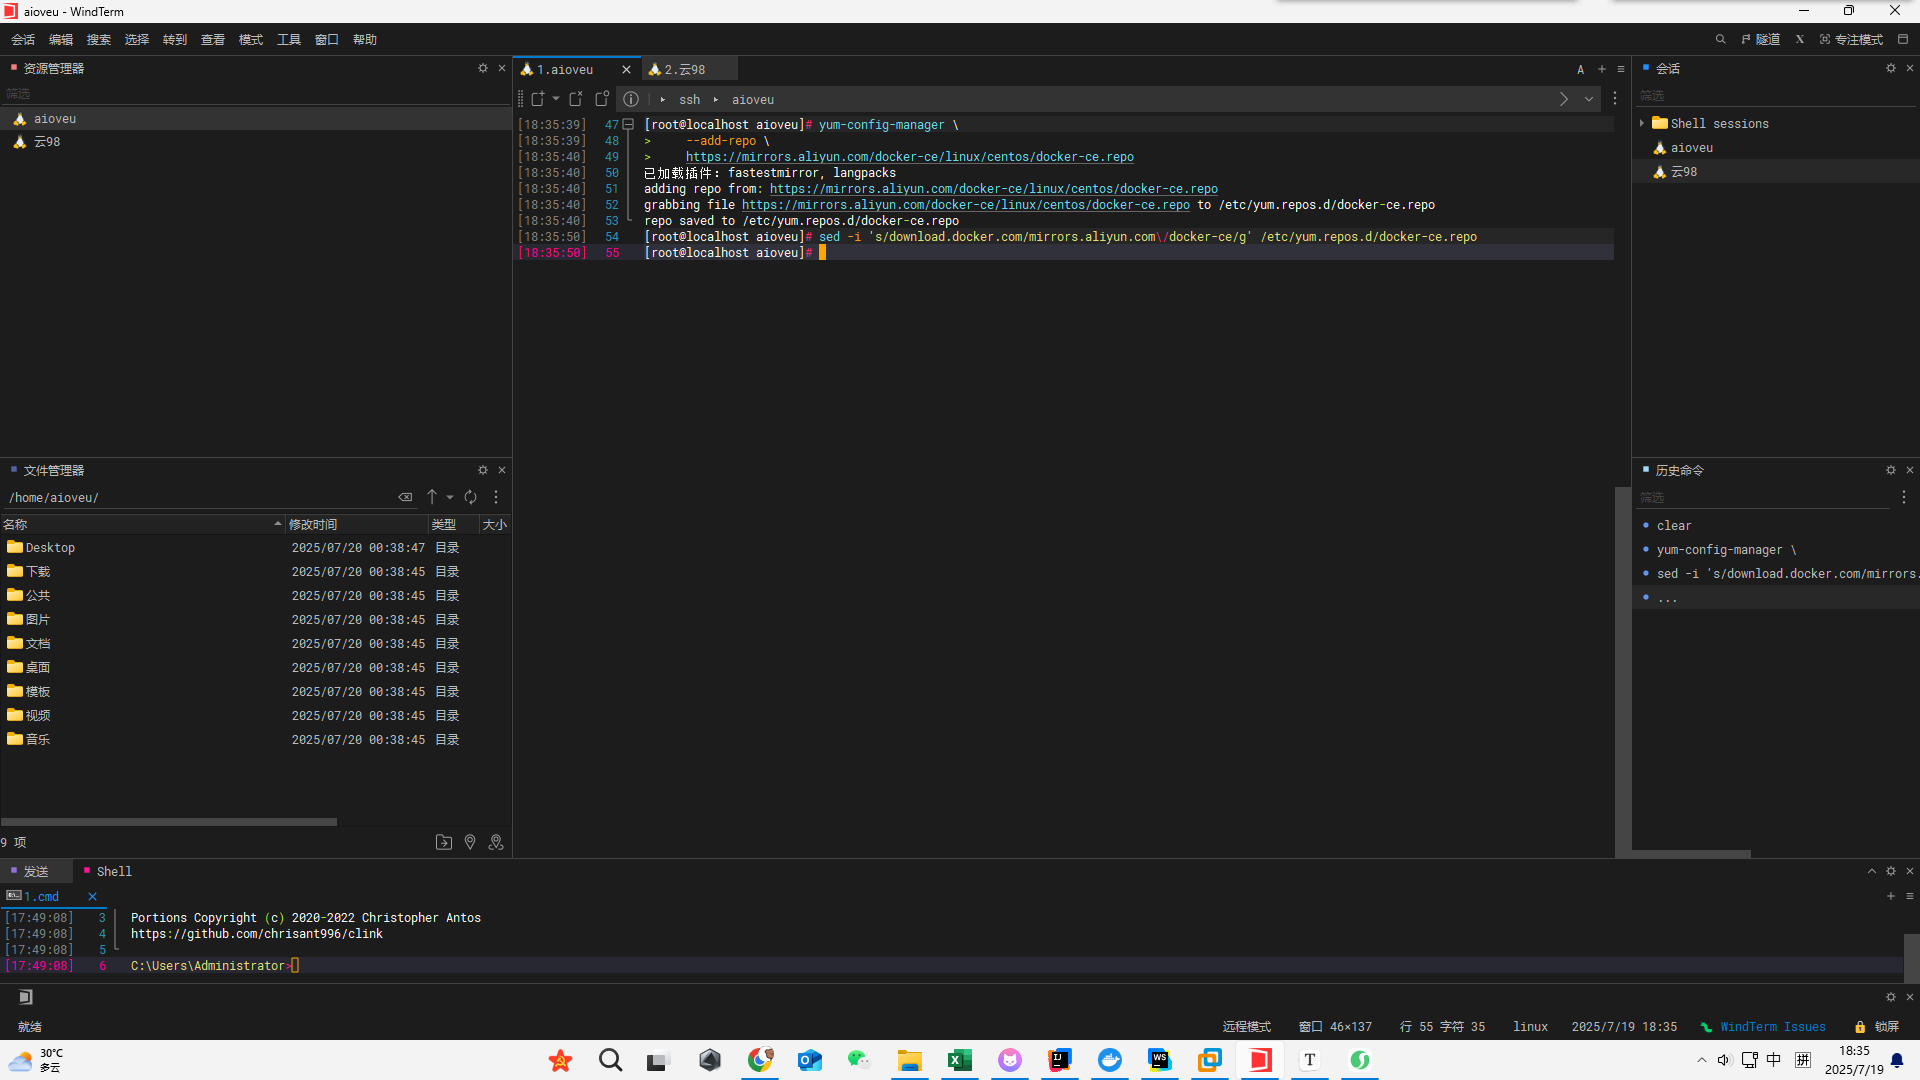 aioveu - WindTerm
会话 编辑 搜索 选择 转到 查看 模式 工具 窗口 帮助
隧道 X 专注模式
资源管理器
筛选
aioveu
云98
1.aioveu
2.云98
A
ssh aioveu
[18:35:39] 47 [root@localhost aioveu]# yum-config-manager \
[18:35:39] 48 > --add-repo \
[18:35:40] 49 > https://mirrors.aliyun.com/docker-ce/linux/centos/docker-ce.repo
[18:35:40] 50 已加载插件: fastestmirror, langpacks
[18:35:40] 51 adding repo from: https://mirrors.aliyun.com/docker-ce/linux/centos/docker-ce.repo
[18:35:40] 52 grabbing file https://mirrors.aliyun.com/docker-ce/linux/centos/docker-ce.repo to /etc/yum.repos.d/docker-ce.repo
[18:35:40] 53 repo saved to /etc/yum.repos.d/docker-ce.repo
[18:35:50] 54 [root@localhost aioveu]# sed -i 's/download.docker.com/mirrors.aliyun.com\/docker-ce/g' /etc/yum.repos.d/docker-ce.repo
[18:35:50] 55 [root@localhost aioveu]#
会话
筛选
Shell sessions
aioveu
云98
文件管理器
/home/aioveu/
名称 修改时间 类型 大小
Desktop 2025/07/20 00:38:47 目录
下载 2025/07/20 00:38:45 目录
公共 2025/07/20 00:38:45 目录
图片 2025/07/20 00:38:45 目录
文档 2025/07/20 00:38:45 目录
桌面 2025/07/20 00:38:45 目录
模板 2025/07/20 00:38:45 目录
视频 2025/07/20 00:38:45 目录
音乐 2025/07/20 00:38:45 目录
9 项
历史命令
筛选
clear
yum-config-manager \
sed -i 's/download.docker.com/mirrors.
...
发送 Shell
1.cmd
[17:49:08] 3 Portions Copyright (c) 2020-2022 Christopher Antos
[17:49:08] 4 https://github.com/chrisant996/clink
[17:49:08] 5
[17:49:08] 6 C:\Users\Administrator>
就绪
远程模式 窗口 46×137 行 55 字符 35 linux 2025/7/19 18:35 WindTerm Issues 锁屏
30°C
多云
IJ
WS
T
中 拼
18:35
2025/7/19